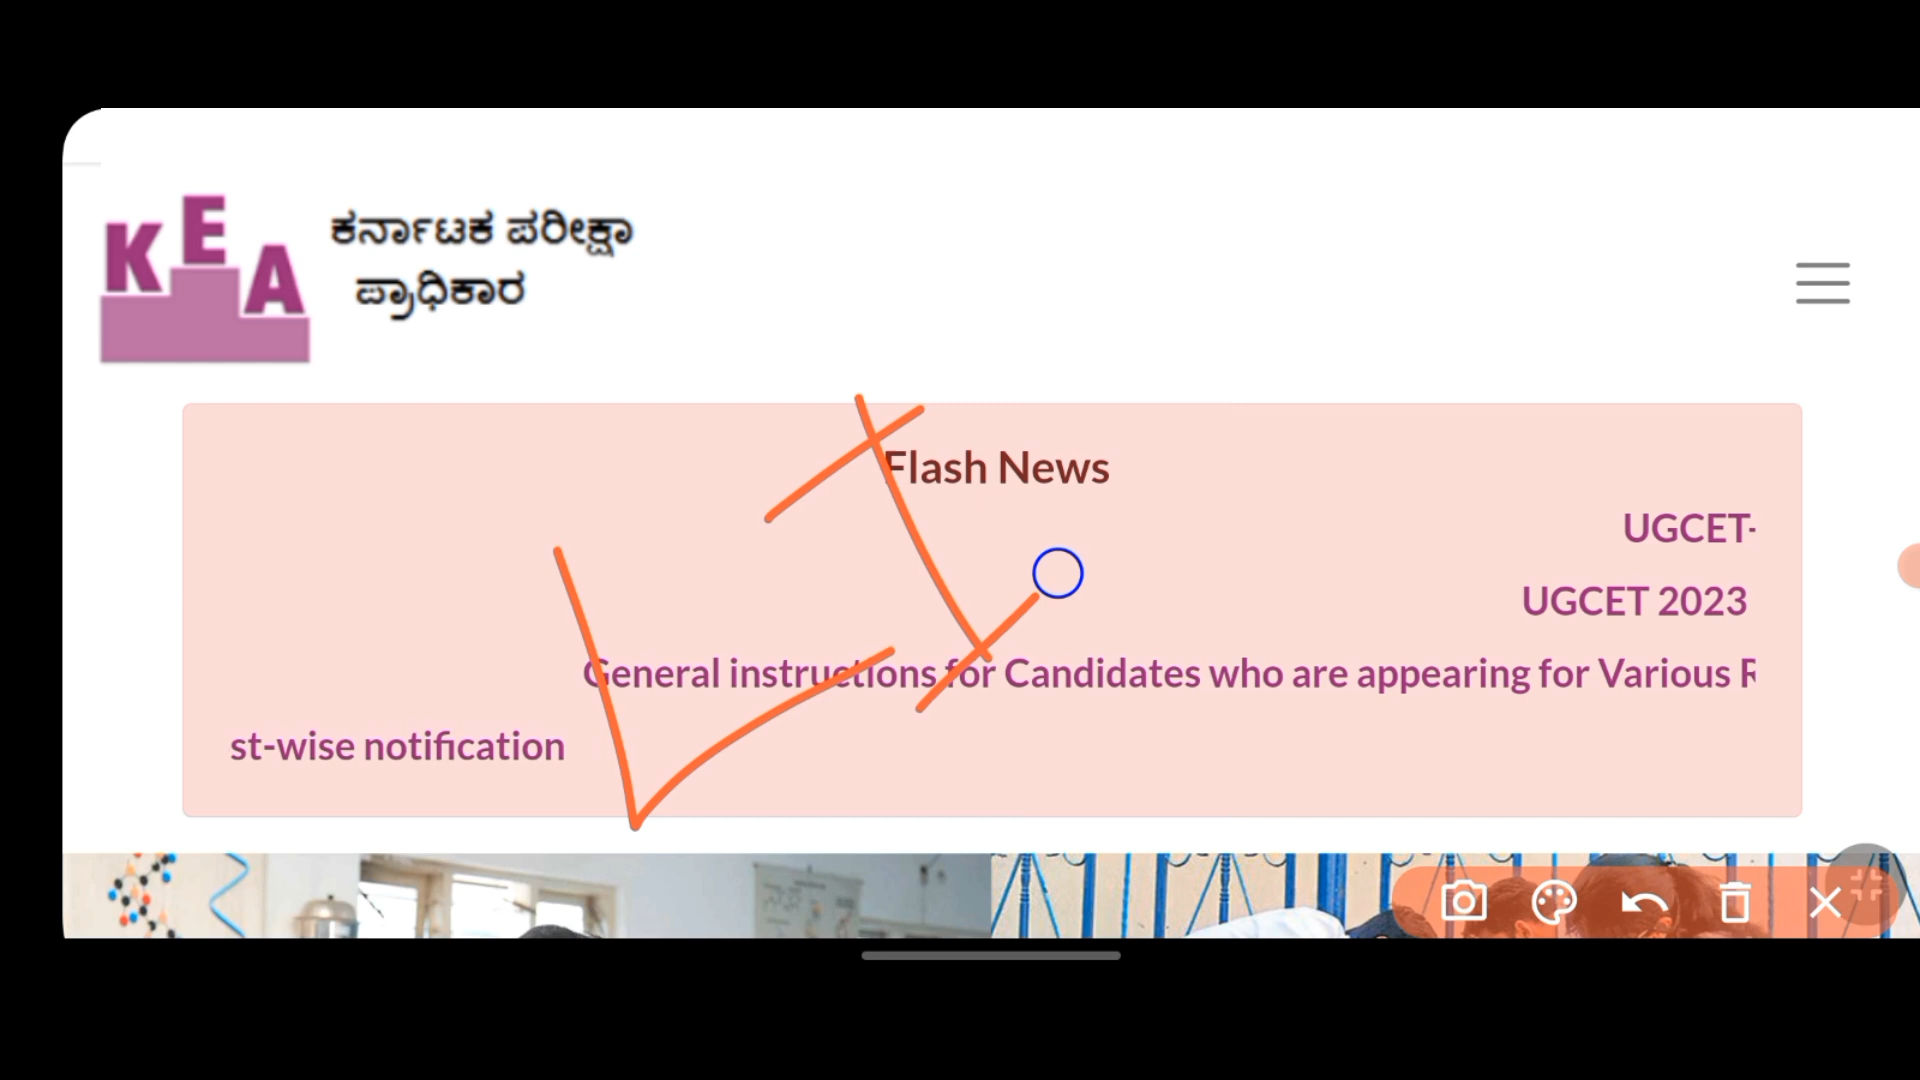 KEA
ಕರ್ನಾಟಕ ಪರೀಕ್ಷಾ
ಪ್ರಾಧಿಕಾರ
Flash News
UGCET-
UGCET 2023
General instructions for Candidates who are appearing for Various R
st-wise notification